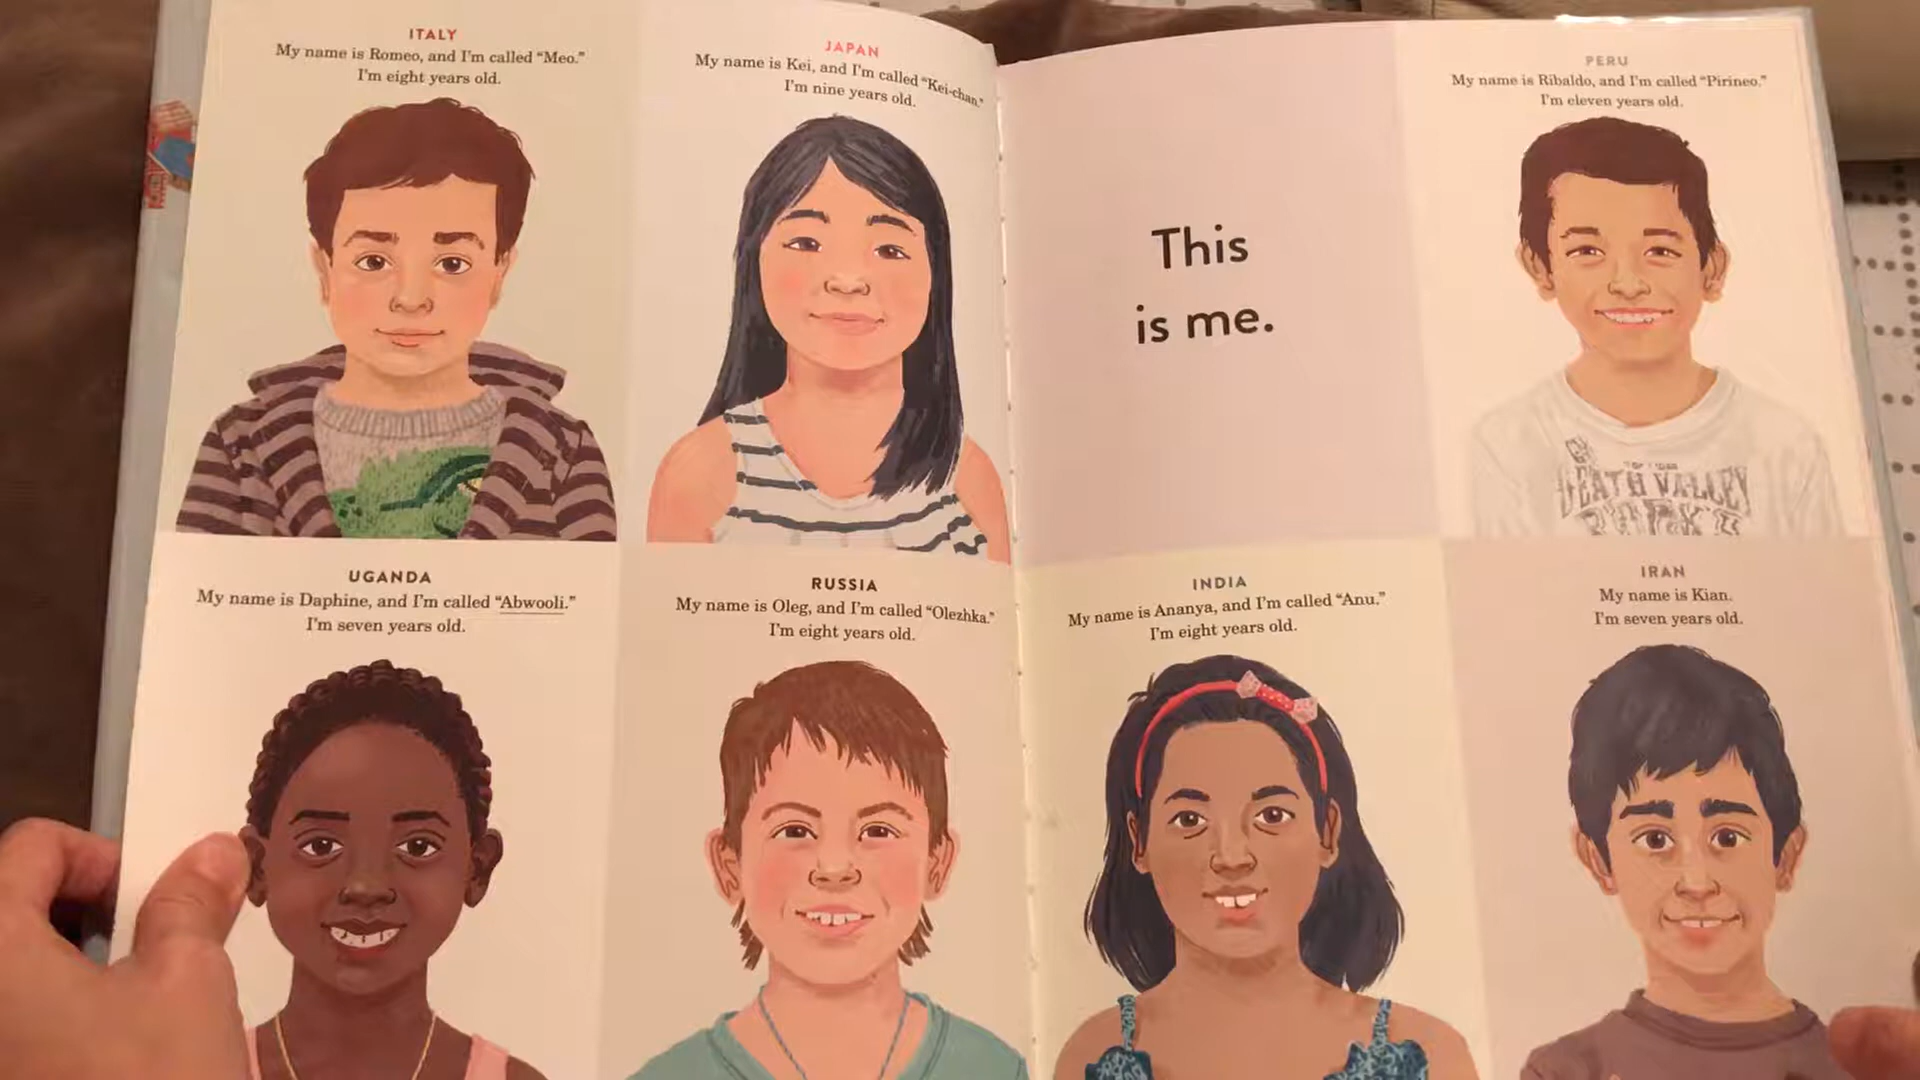 ITALY
My name is Romeo, and I'm called “Meo.”
I'm eight years old.
JAPAN
My name is Kei, and I'm called “Kei-chan.”
I'm nine years old.
This
is me.
PERU
My name is Ribaldo, and I'm called “Pirineo.”
I'm eleven years old.
DEATH VALLEY
UGANDA
My name is Daphine, and I'm called “Abwooli.”
I'm seven years old.
RUSSIA
My name is Oleg, and I'm called “Olezhka.”
I'm eight years old.
INDIA
My name is Ananya, and I'm called “Anu.”
I'm eight years old.
IRAN
My name is Kian.
I'm seven years old.